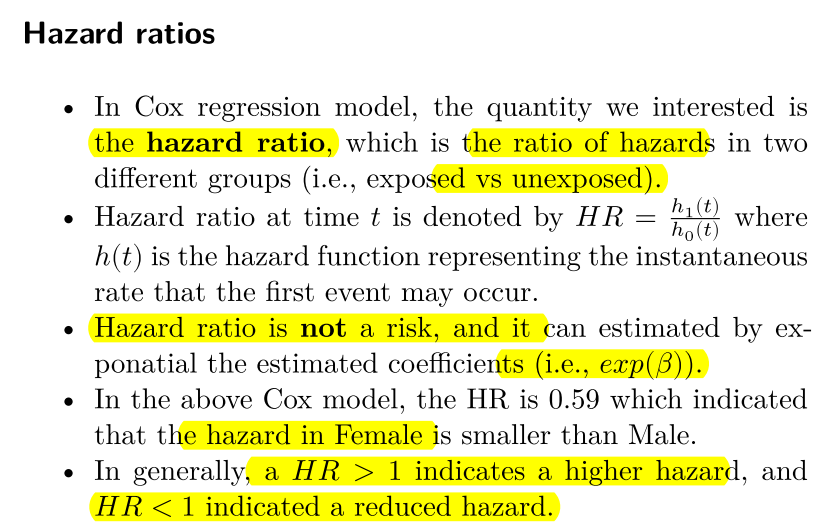 Hazard ratios
• In Cox regression model, the quantity we interested is
the hazard ratio, which is the ratio of hazards in two
different groups (i.e., exposed vs unexposed).
• Hazard ratio at time t is denoted by HR = h₁(t)/h₀(t) where
h(t) is the hazard function representing the instantaneous
rate that the first event may occur.
• Hazard ratio is not a risk, and it can estimated by ex-
ponatial the estimated coefficients (i.e., exp(β)).
• In the above Cox model, the HR is 0.59 which indicated
that the hazard in Female is smaller than Male.
• In generally, a HR > 1 indicates a higher hazard, and
HR < 1 indicated a reduced hazard.